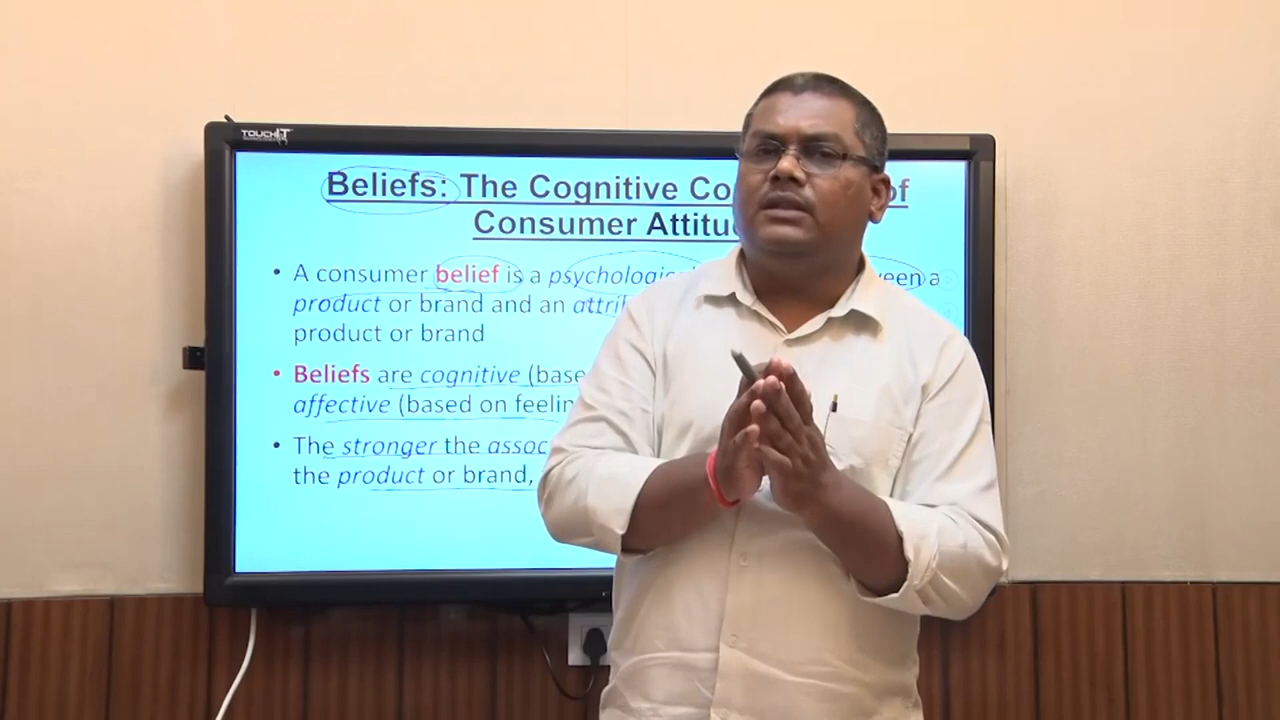 TOUCHIT
Beliefs: The Cognitive Co of
Consumer Attitu
• A consumer belief is a psychologic een a
product or brand and an attrib
product or brand
• Beliefs are cognitive (base
affective (based on feelin
• The stronger the assoc
the product or brand,